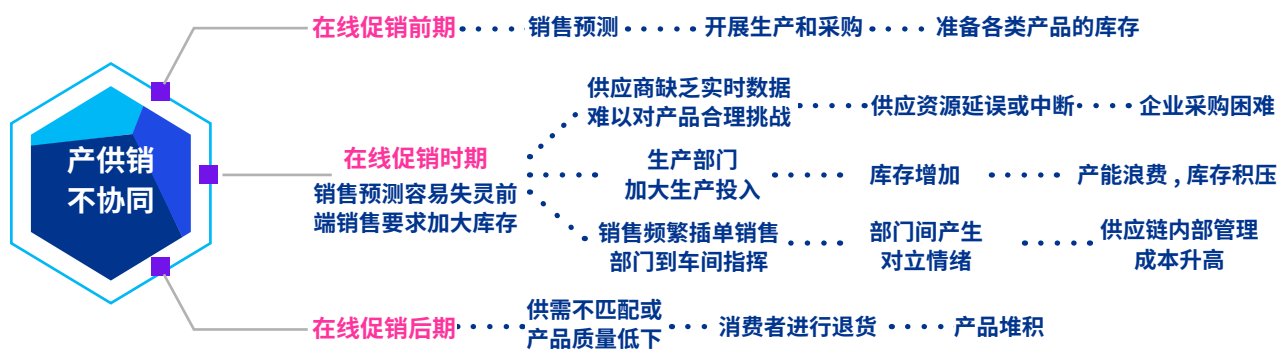 产供销
不协同
在线促销前期
销售预测
开展生产和采购
准备各类产品的库存
在线促销时期
销售预测容易失灵前
端销售要求加大库存
供应商缺乏实时数据
难以对产品合理挑战
供应资源延误或中断
企业采购困难
生产部门
加大生产投入
库存增加
产能浪费，库存积压
销售频繁插单销售
部门到车间指挥
部门间产生
对立情绪
供应链内部管理
成本升高
在线促销后期
供需不匹配或
产品质量低下
消费者进行退货
产品堆积